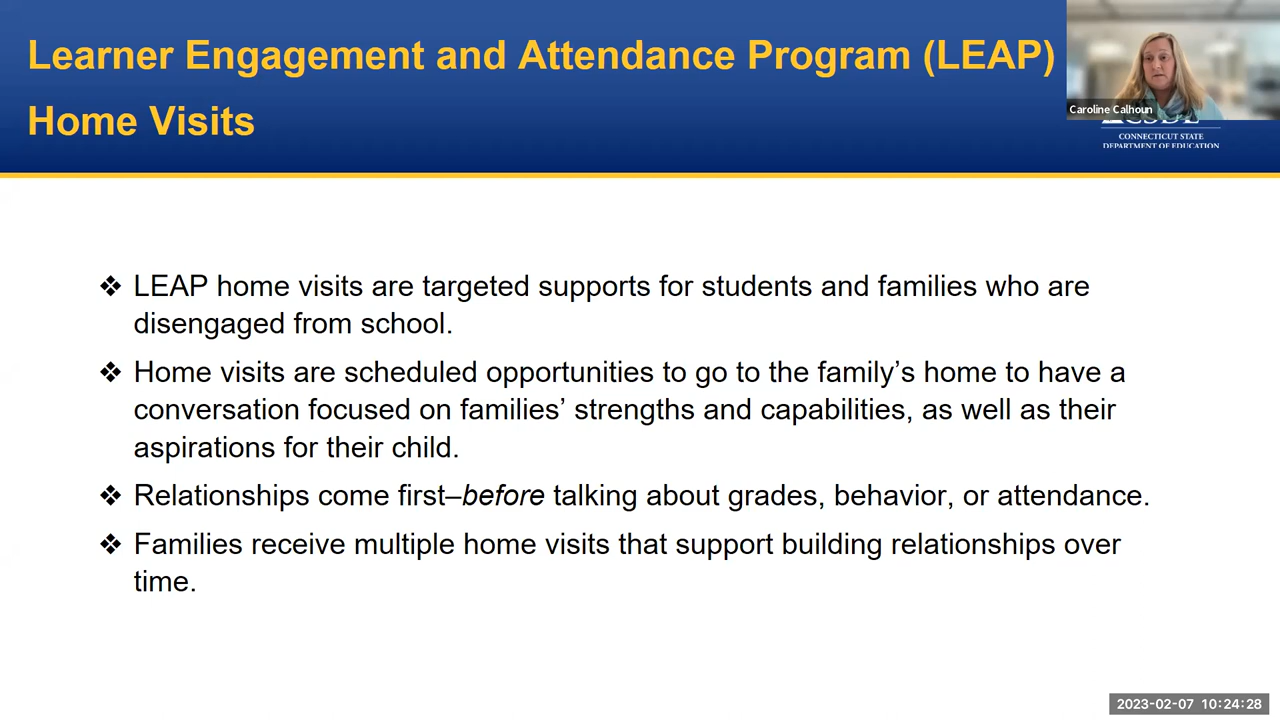 Learner Engagement and Attendance Program (LEAP)
Home Visits
Caroline Calhoun
CONNECTICUT STATE
DEPARTMENT OF EDUCATION
❖ LEAP home visits are targeted supports for students and families who are
disengaged from school.
❖ Home visits are scheduled opportunities to go to the family’s home to have a
conversation focused on families’ strengths and capabilities, as well as their
aspirations for their child.
❖ Relationships come first–before talking about grades, behavior, or attendance.
❖ Families receive multiple home visits that support building relationships over
time.
2023-02-07 10:24:28